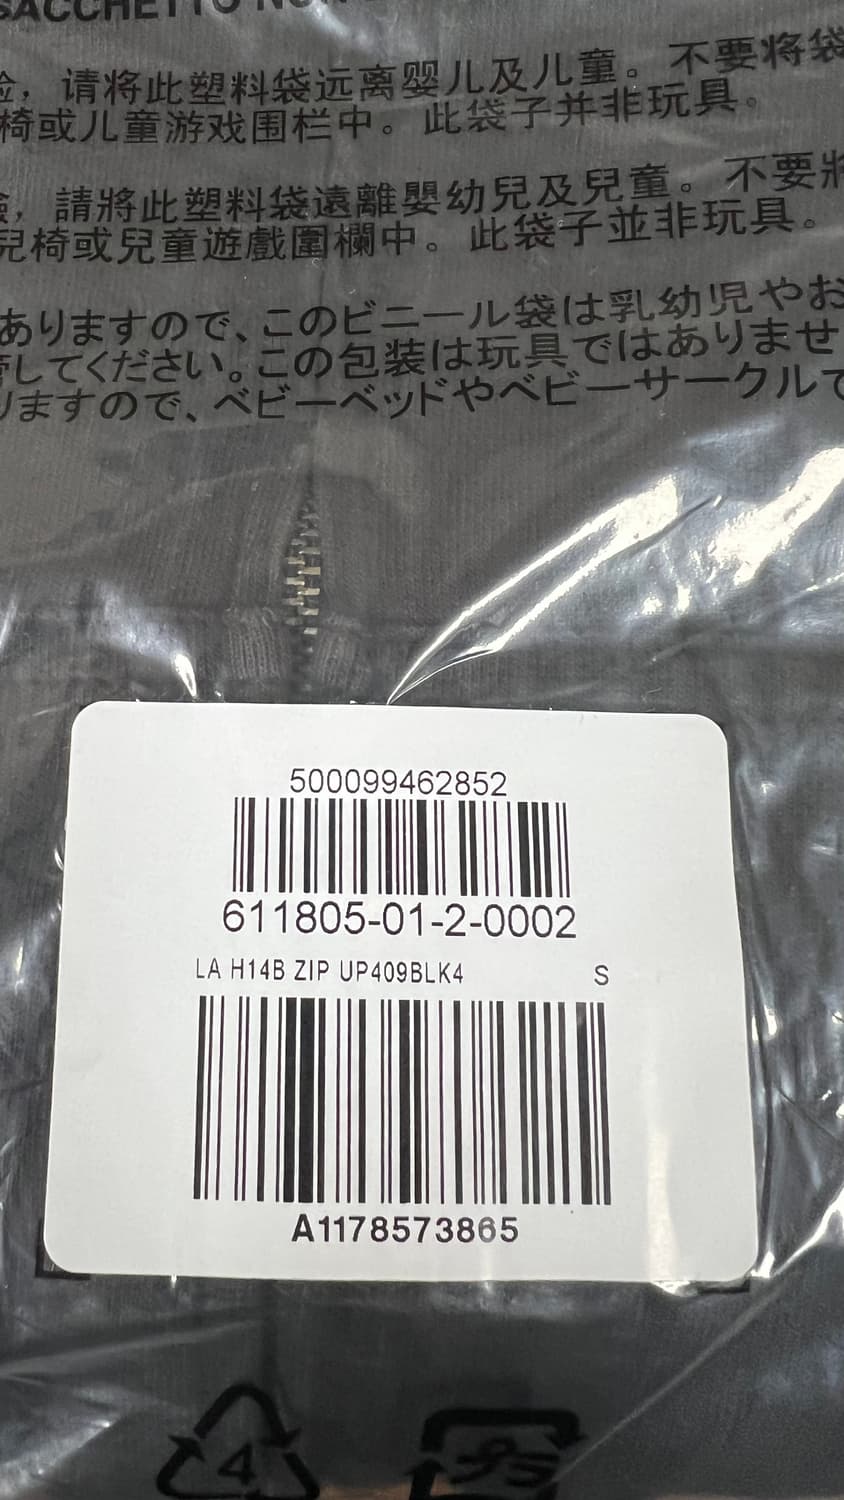 SACCHETTO
，请将此塑料袋远离婴儿及儿童。不要将袋
椅或儿童游戏围栏中。此袋子并非玩具。
，請將此塑料袋遠離嬰幼兒及兒童。不要將
兒椅或兒童遊戲圍欄中。此袋子並非玩具。
ありますので、このビニール袋は乳幼児やお
してください。この包装は玩具ではありませ
りますので、ベビーベッドやベビーサークルで
500099462852
611805-01-2-0002
LA H14B ZIP UP409BLK4 S
A1178573865
4
プラ